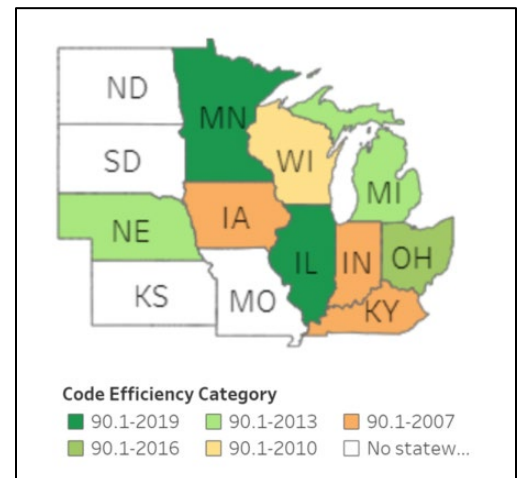 ND
MN
SD
WI
MI
NE
IA
IL
IN
OH
KS
MO
KY
Code Efficiency Category
90.1-2019 90.1-2013 90.1-2007
90.1-2016 90.1-2010 No statew...